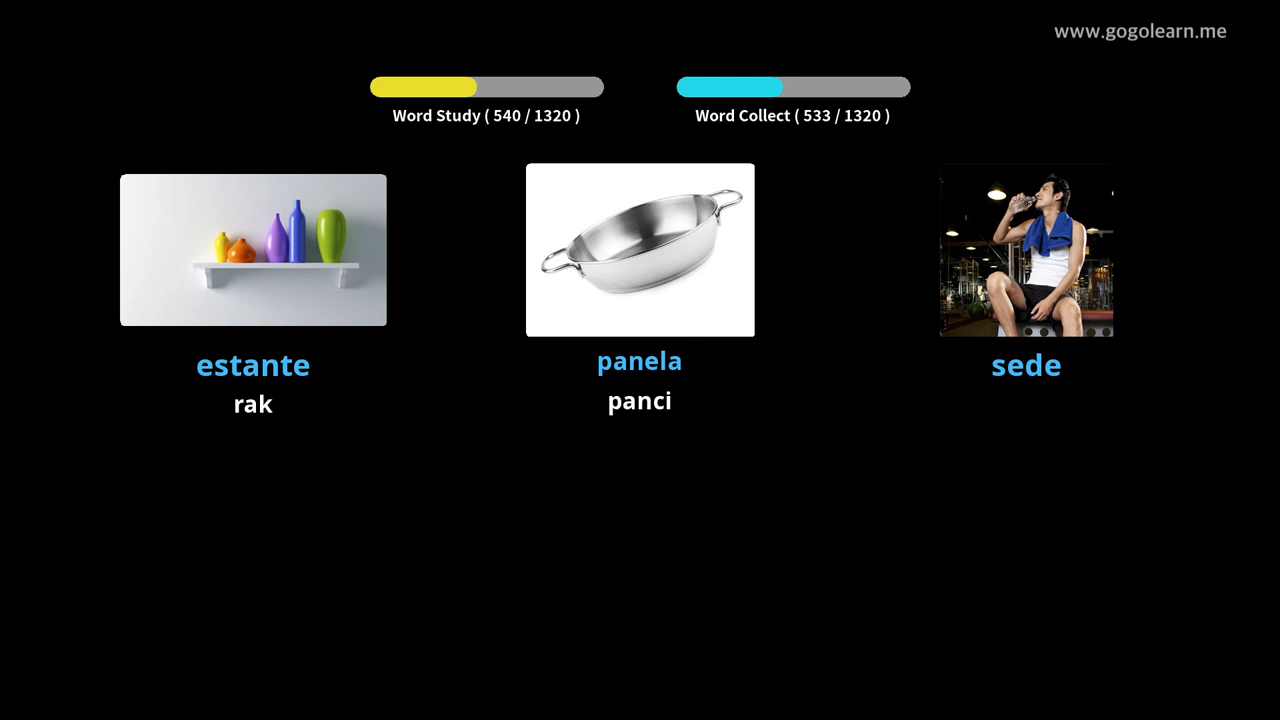 www.gogolearn.me
Word Study ( 540 / 1320 )
Word Collect ( 533 / 1320 )
estante
rak
panela
panci
sede